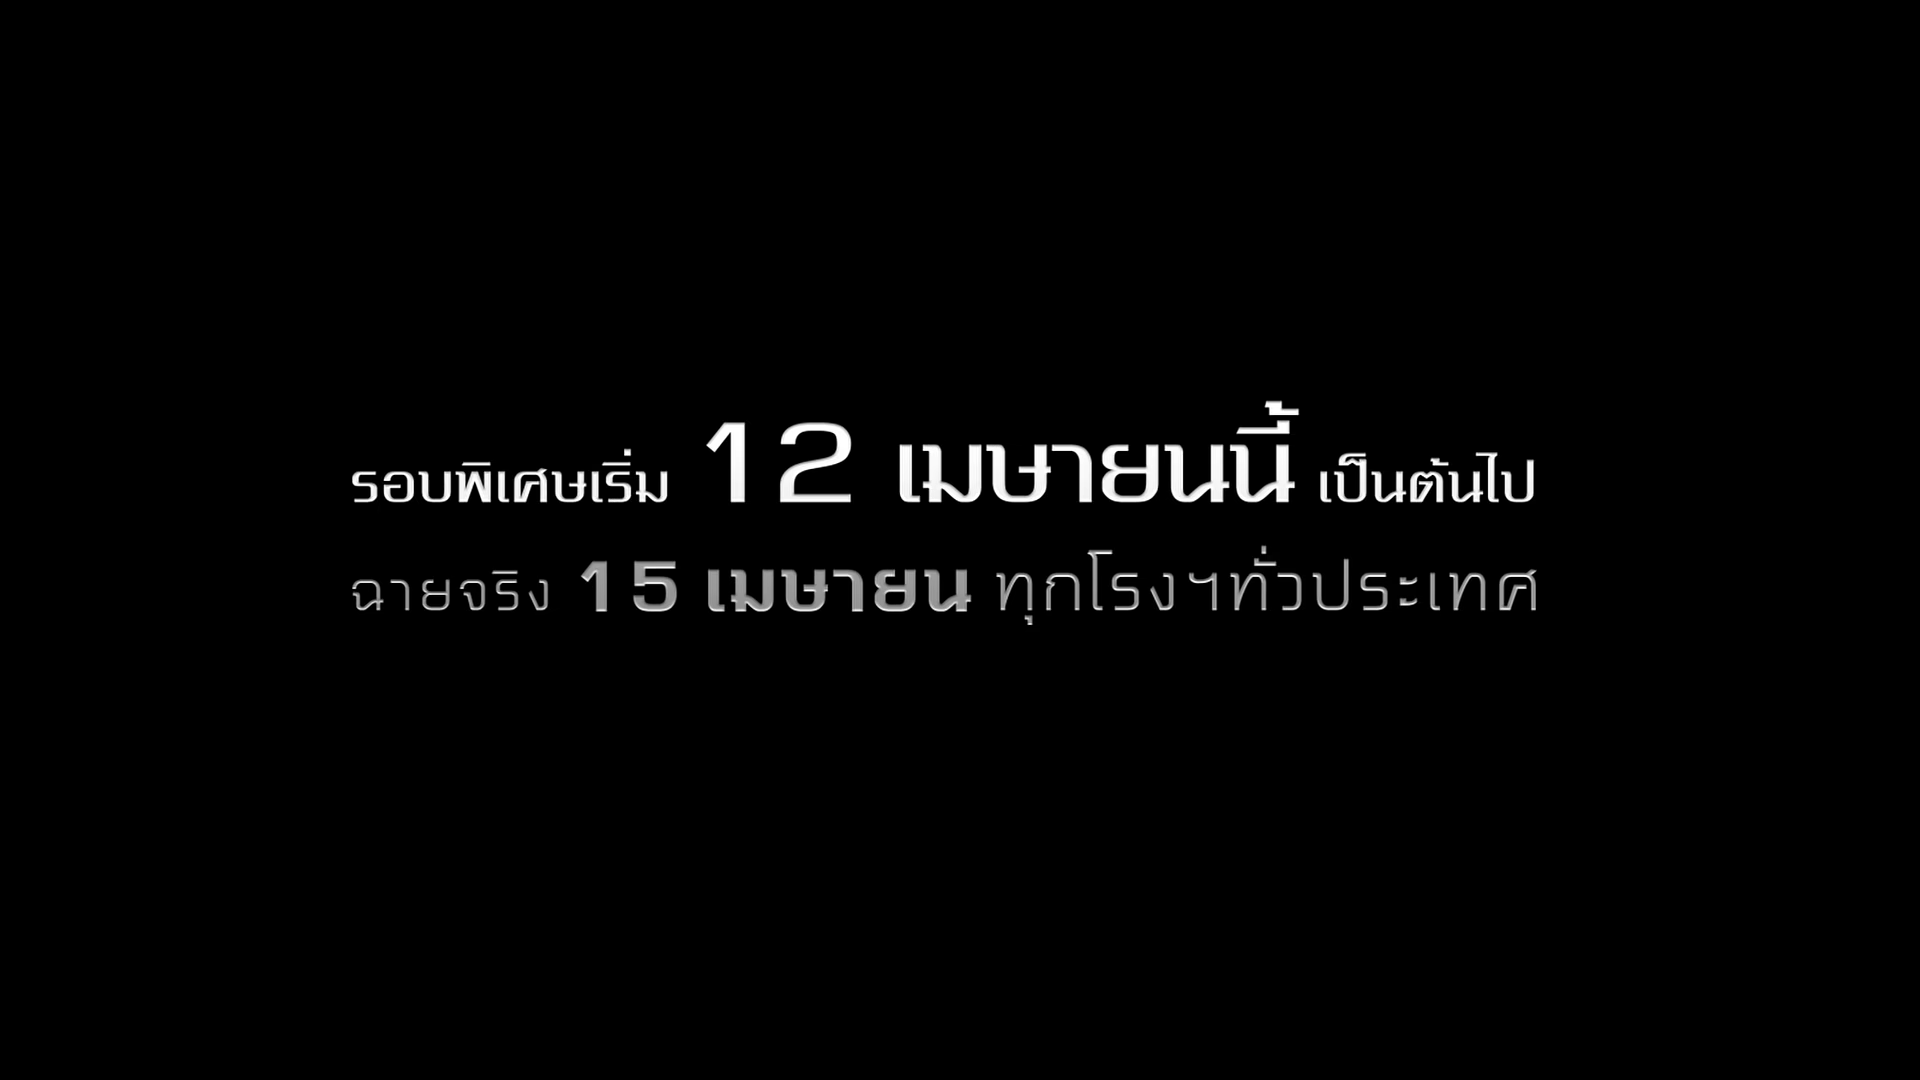 รอบพิเศษเริ่ม 12 เมษายนนี้ เป็นต้นไป
ฉายจริง 15 เมษายน ทุกโรงฯทั่วประเทศ